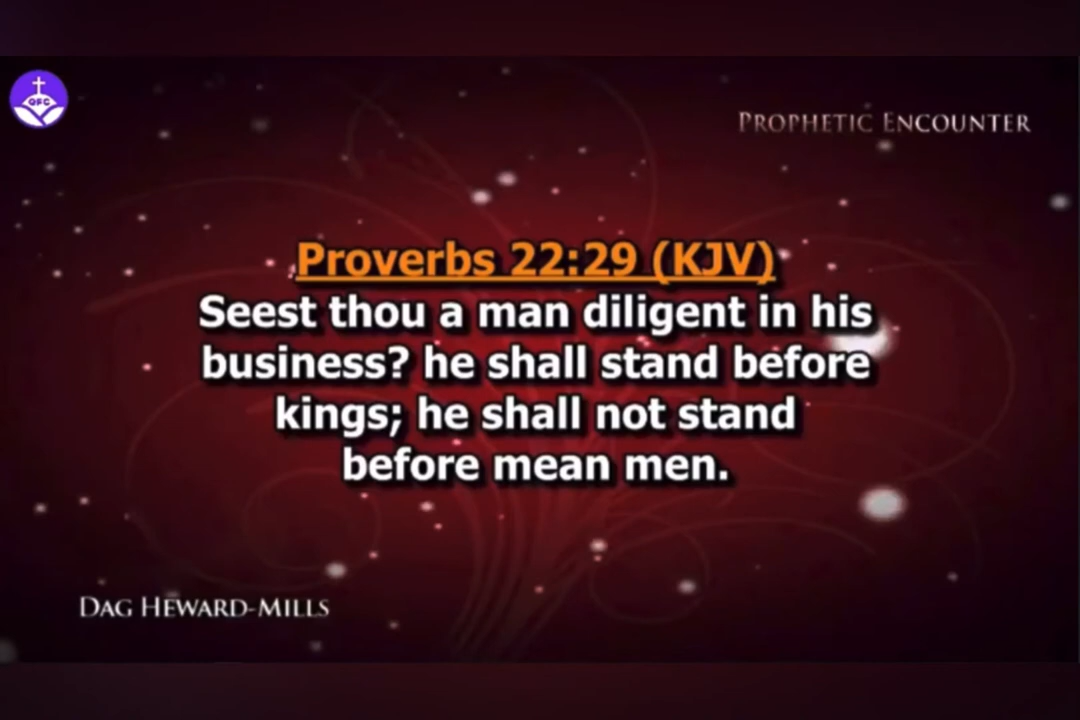 QFC
PROPHETIC ENCOUNTER
Proverbs 22:29 (KJV)
Seest thou a man diligent in his
business? he shall stand before
kings; he shall not stand
before mean men.
DAG HEWARD-MILLS